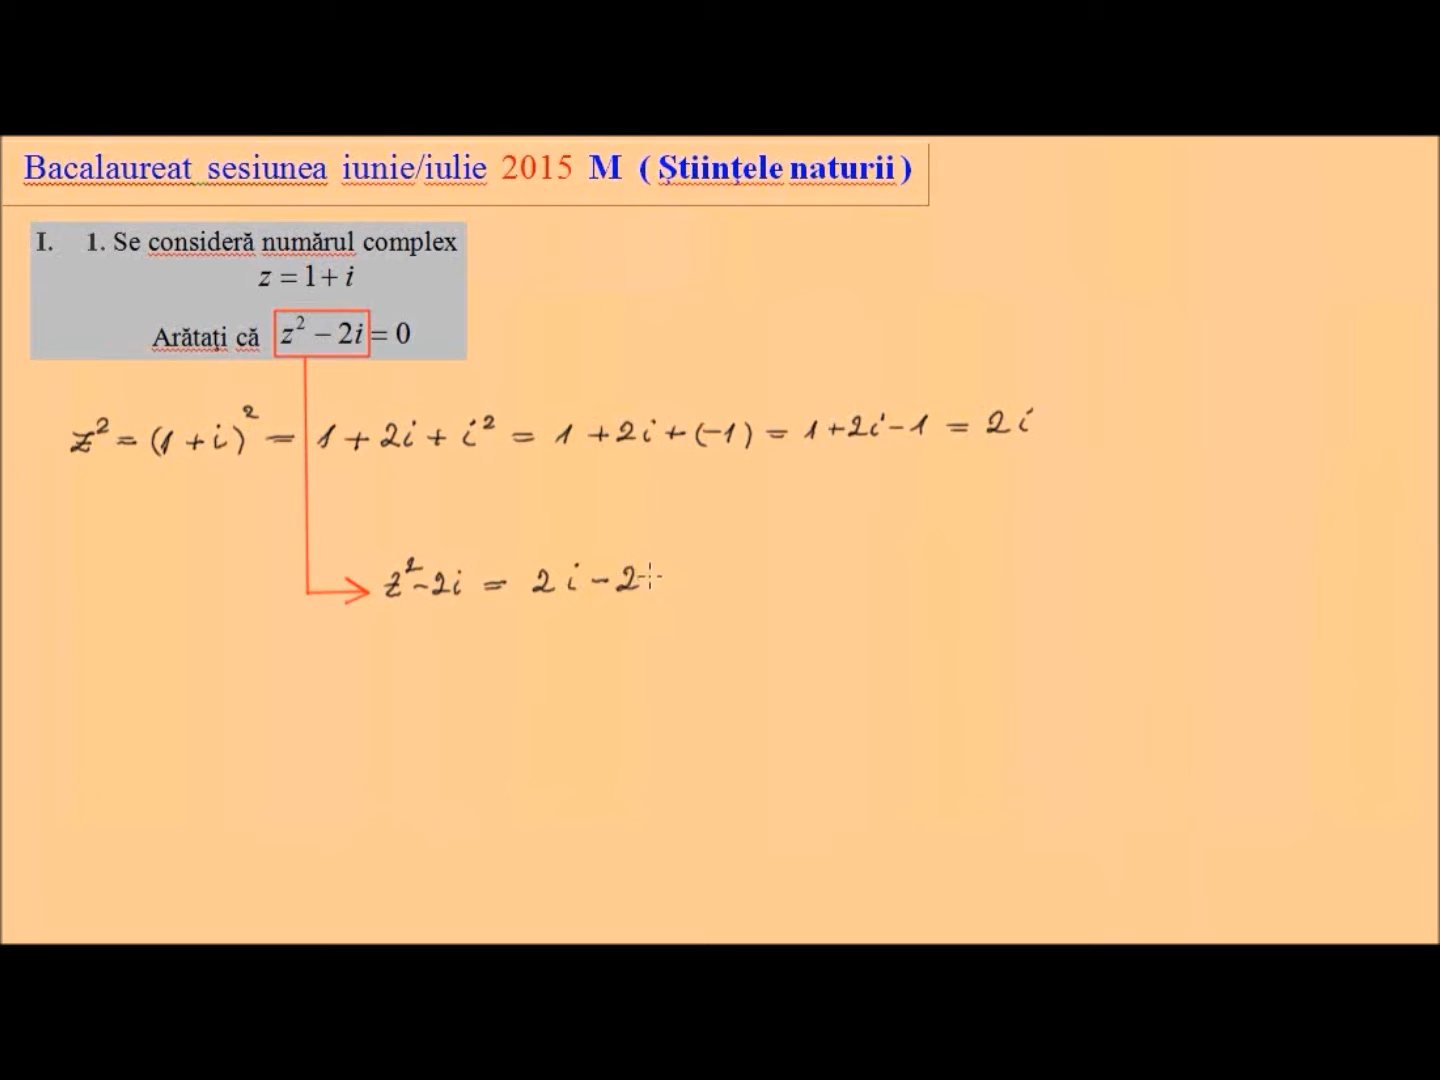 Bacalaureat sesiunea iunie/iulie 2015 M ( Științele naturii )
I. 1. Se consideră numărul complex
z = 1 + i
Arătați că z² − 2i = 0
z² = (1 + i)² = 1 + 2i + i² = 1 + 2i + (-1) = 1 + 2i - 1 = 2i
z² - 2i = 2i - 2